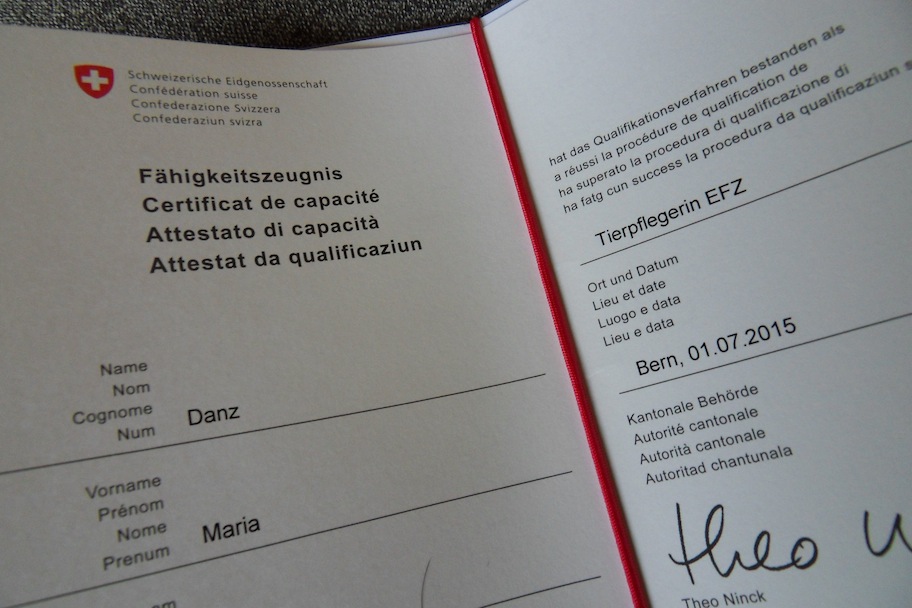 Schweizerische Eidgenossenschaft
Confédération suisse
Confederazione Svizzera
Confederaziun svizra
Fähigkeitszeugnis
Certificat de capacité
Attestato di capacità
Attestat da qualificaziun
Name
Nom
Cognome
Num
Danz
Vorname
Prénom
Nome
Prenum
Maria
hat das Qualifikationsverfahren bestanden als
a réussi la procédure de qualification de
ha superato la procedura di qualificazione di
ha fatg cun success la procedura da qualificaziun
Tierpflegerin EFZ
Ort und Datum
Lieu et date
Luogo e data
Lieu e data
Bern, 01.07.2015
Kantonale Behörde
Autorité cantonale
Autorità cantonale
Autoritad chantunala
Theo
Theo Ninck